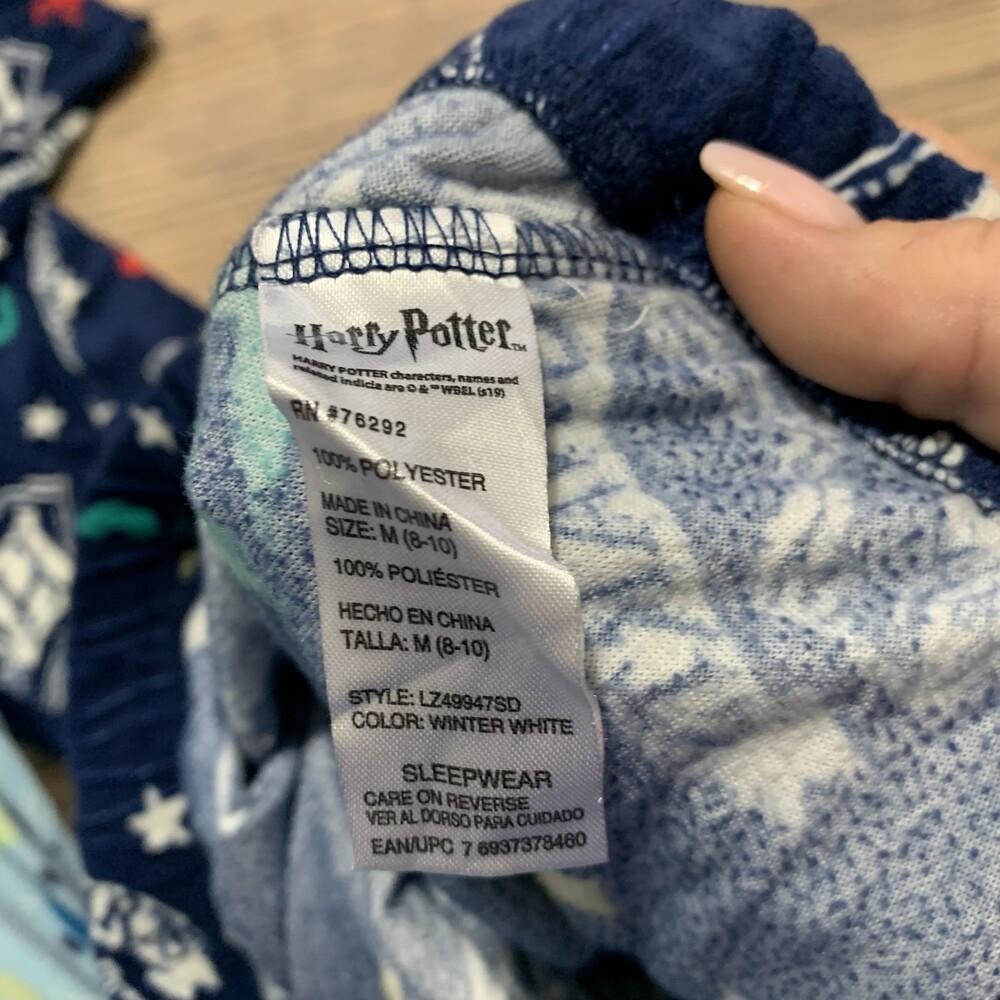 Harry Potter™
HARRY POTTER characters, names and
related indicia are © & ™ WBEI. (s19)
RN #76292
100% POLYESTER
MADE IN CHINA
SIZE: M (8-10)
100% POLIÉSTER
HECHO EN CHINA
TALLA: M (8-10)
STYLE: LZ49947SD
COLOR: WINTER WHITE
SLEEPWEAR
CARE ON REVERSE
VER AL DORSO PARA CUIDADO
EAN/UPC 7 6937378460